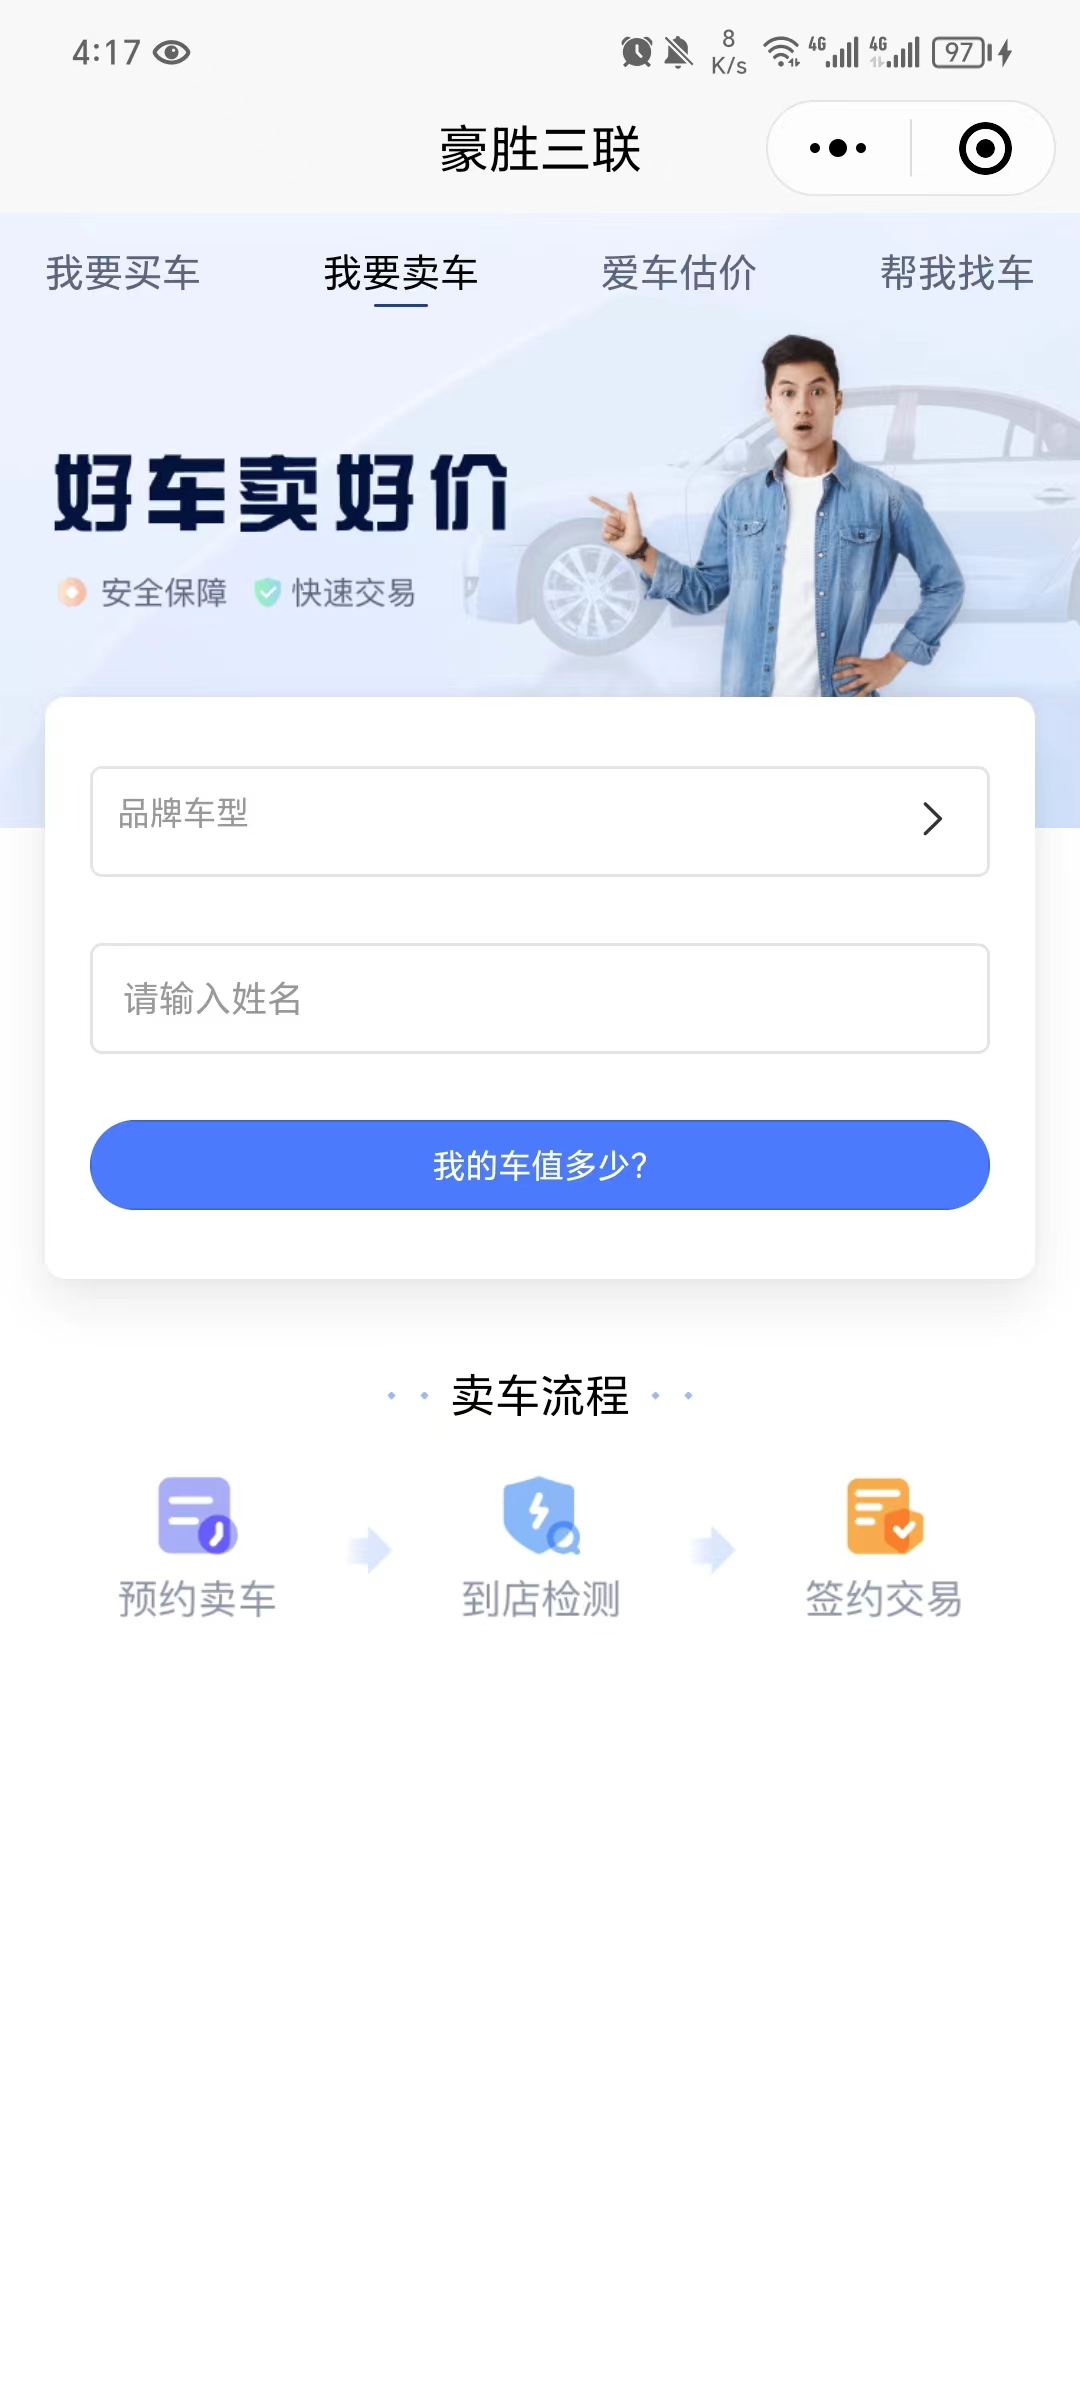 4:17 8 K/s 4G 4G 97
豪胜三联
我要买车 我要卖车 爱车估价 帮我找车
好车卖好价
安全保障 快速交易
品牌车型
请输入姓名
我的车值多少?
卖车流程
预约卖车 到店检测 签约交易